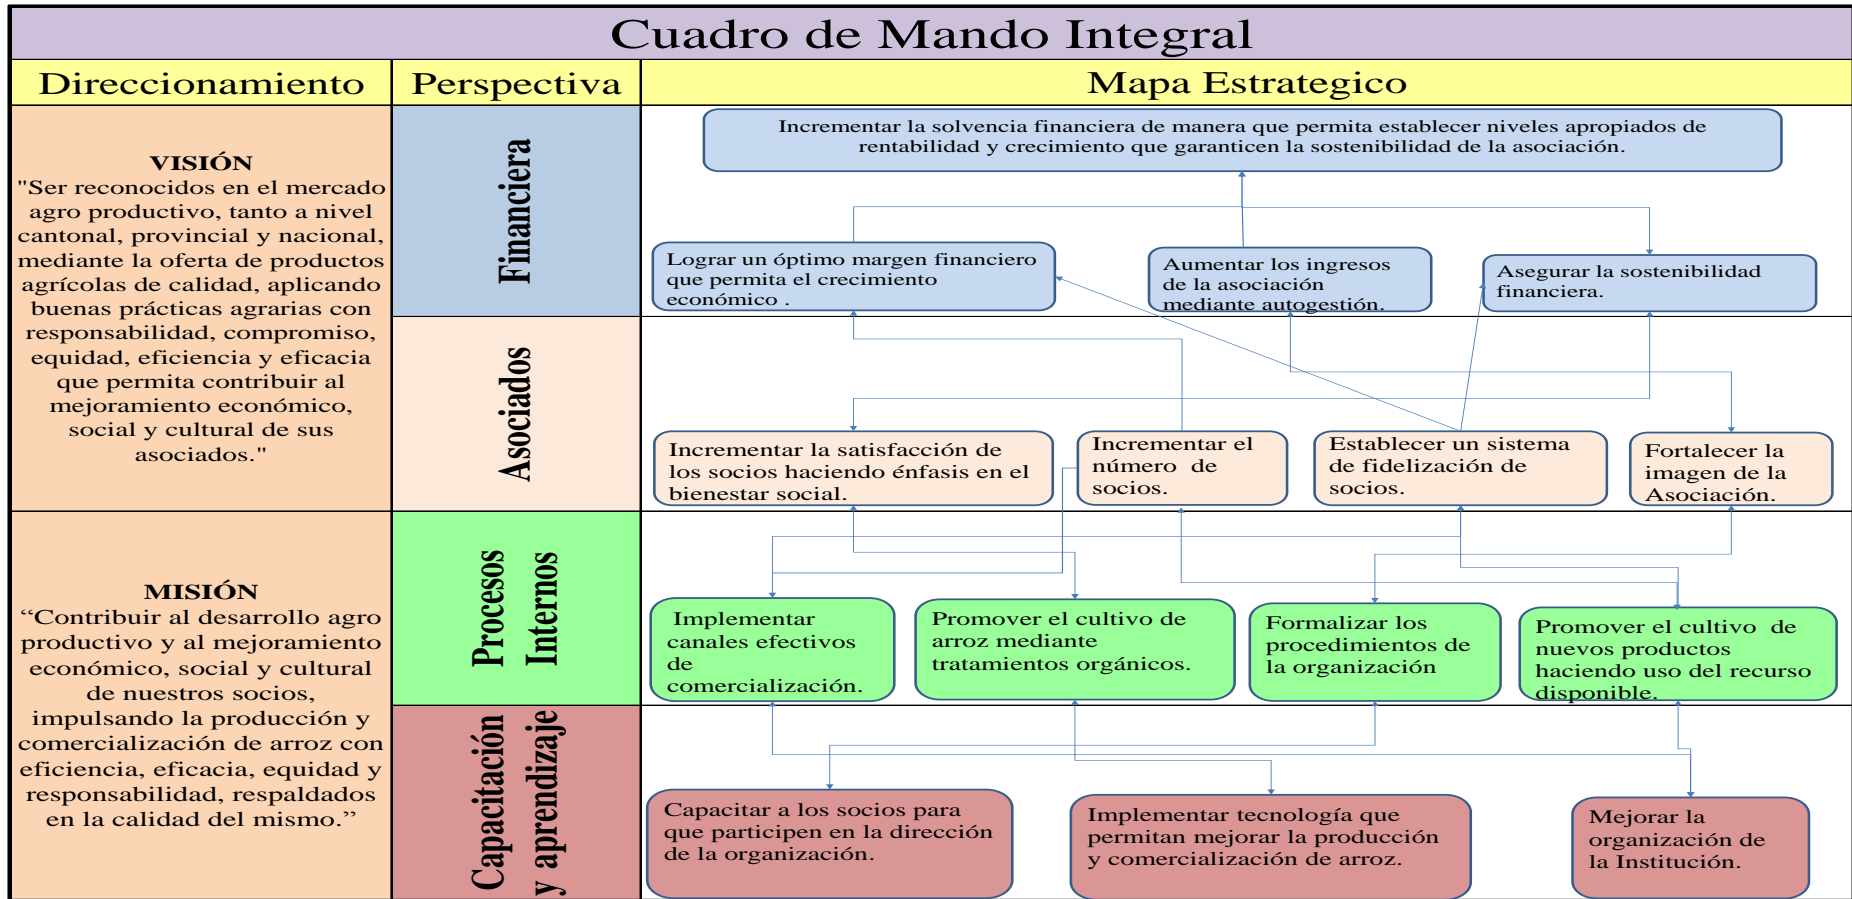 Cuadro de Mando Integral
Direccionamiento
Perspectiva
Mapa Estrategico
VISIÓN
"Ser reconocidos en el mercado
agro productivo, tanto a nivel
cantonal, provincial y nacional,
mediante la oferta de productos
agrícolas de calidad, aplicando
buenas prácticas agrarias con
responsabilidad, compromiso,
equidad, eficiencia y eficacia
que permita contribuir al
mejoramiento económico,
social y cultural de sus
asociados."
MISIÓN
“Contribuir al desarrollo agro
productivo y al mejoramiento
económico, social y cultural
de nuestros socios,
impulsando la producción y
comercialización de arroz con
eficiencia, eficacia, equidad y
responsabilidad, respaldados
en la calidad del mismo.”
Financiera
Incrementar la solvencia financiera de manera que permita establecer niveles apropiados de
rentabilidad y crecimiento que garanticen la sostenibilidad de la asociación.
Lograr un óptimo margen financiero
que permita el crecimiento
económico .
Aumentar los ingresos
de la asociación
mediante autogestión.
Asegurar la sostenibilidad
financiera.
Asociados
Incrementar la satisfacción de
los socios haciendo énfasis en el
bienestar social.
Incrementar el
número de
socios.
Establecer un sistema
de fidelización de
socios.
Fortalecer la
imagen de la
Asociación.
Procesos
Internos
Implementar
canales efectivos
de
comercialización.
Promover el cultivo de
arroz mediante
tratamientos orgánicos.
Formalizar los
procedimientos de
la organización
Promover el cultivo de
nuevos productos
haciendo uso del recurso
disponible.
Capacitación
y aprendizaje
Capacitar a los socios para
que participen en la dirección
de la organización.
Implementar tecnología que
permitan mejorar la producción
y comercialización de arroz.
Mejorar la
organización de
la Institución.